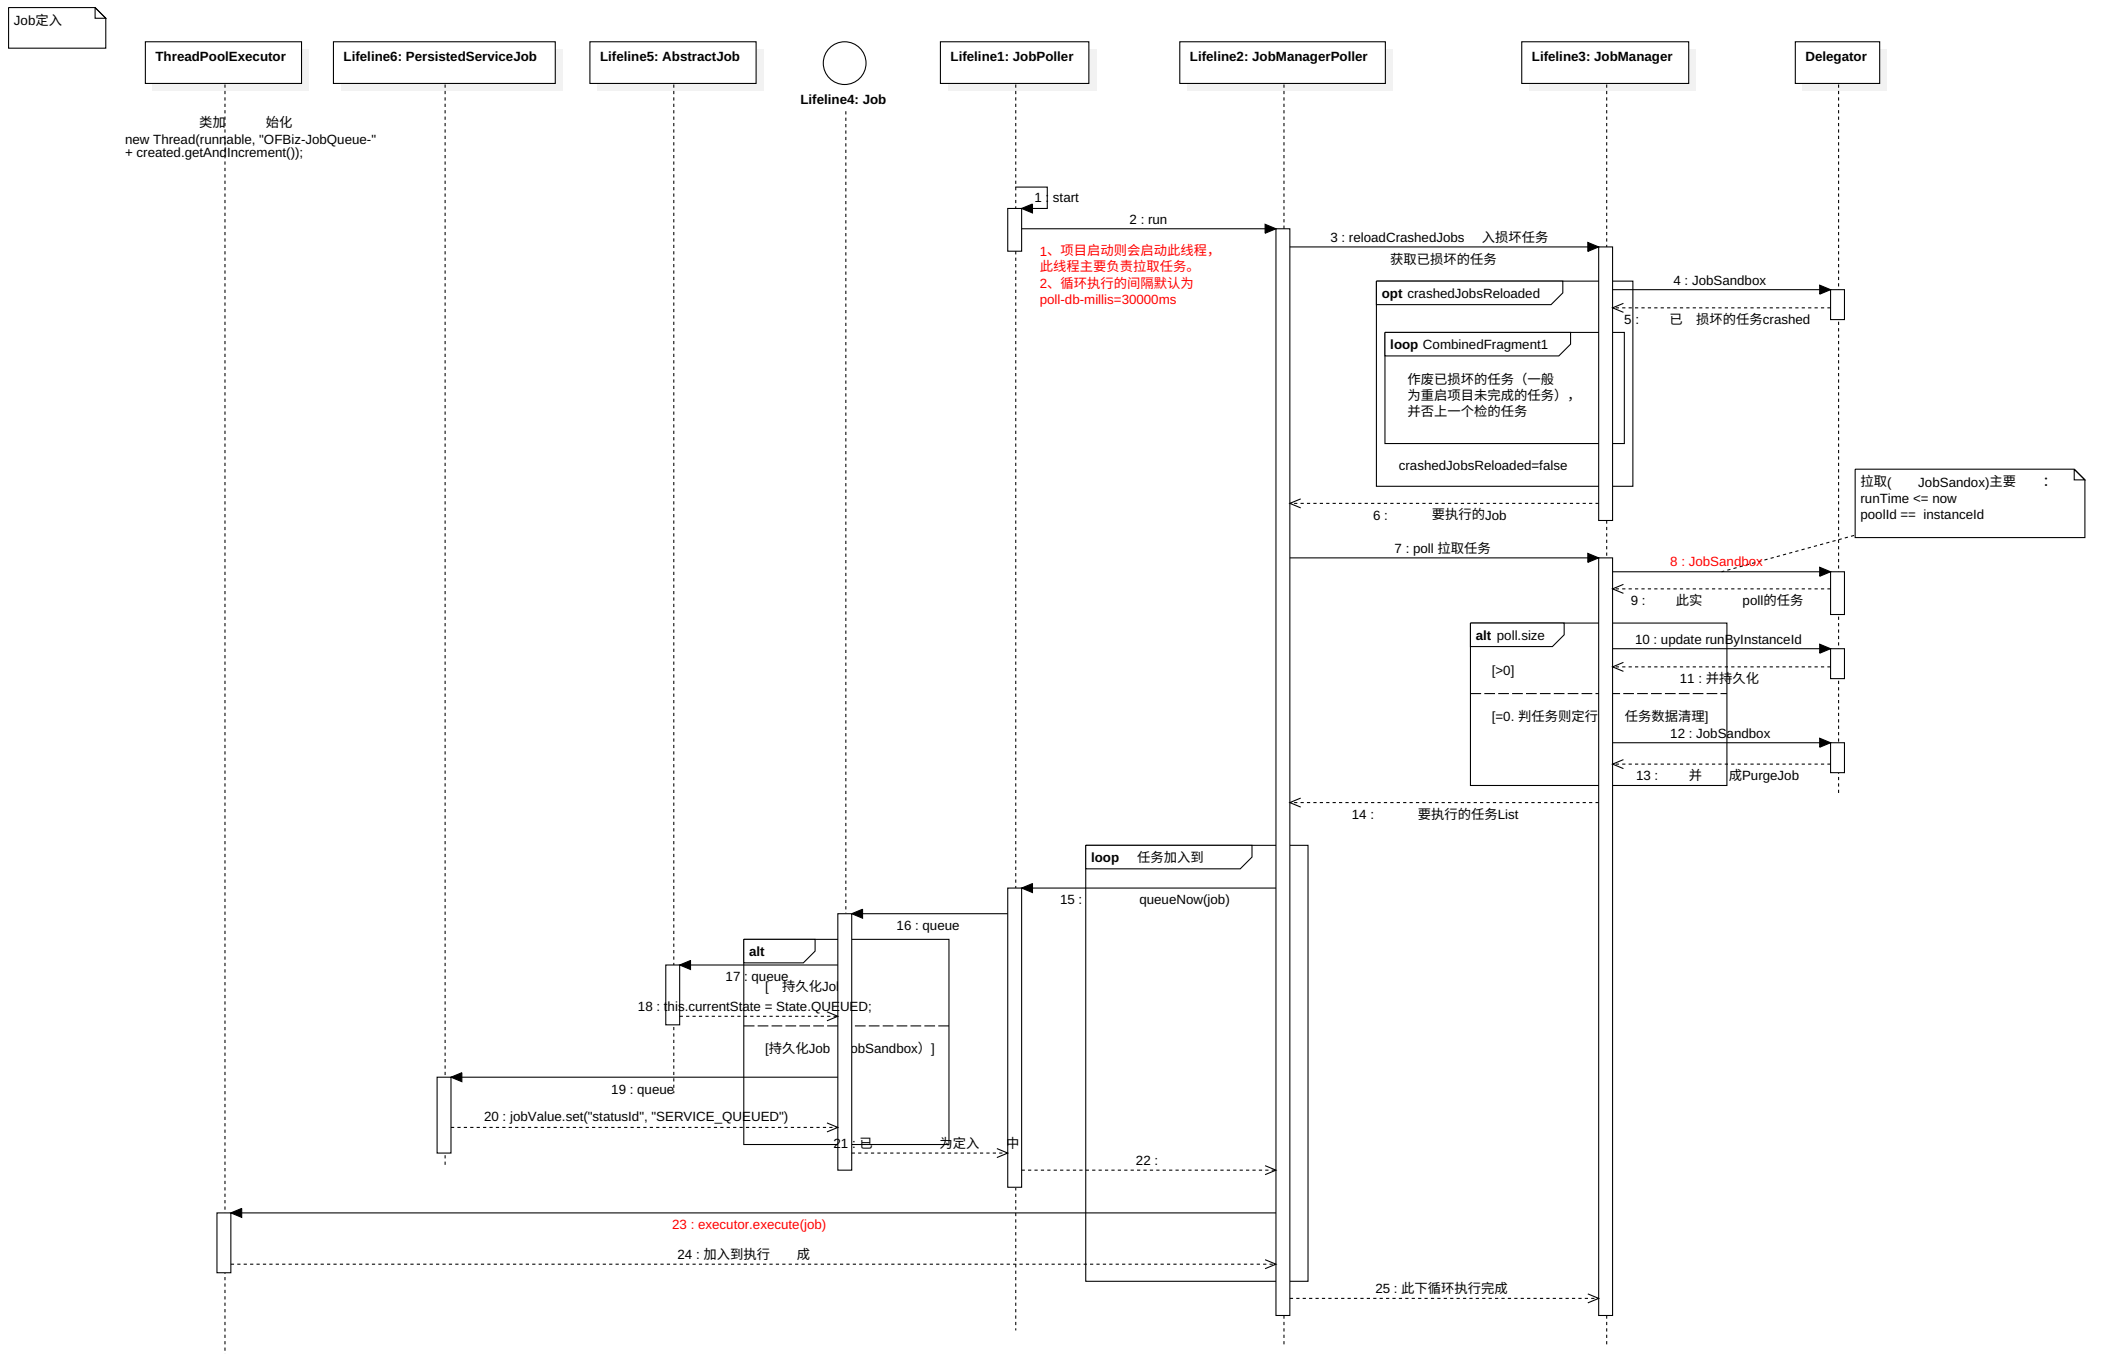 Job定入
ThreadPoolExecutor
Lifeline6: PersistedServiceJob
Lifeline5: AbstractJob
Lifeline4: Job
Lifeline1: JobPoller
Lifeline2: JobManagerPoller
Lifeline3: JobManager
Delegator
类加 始化
new Thread(runnable, "OFBiz-JobQueue-"
+ created.getAndIncrement());
1 : start
2 : run
1、项目启动则会启动此线程，
此线程主要负责拉取任务。
2、循环执行的间隔默认为
poll-db-millis=30000ms
3 : reloadCrashedJobs 入损坏任务
获取已损坏的任务
opt crashedJobsReloaded
4 : JobSandbox
5 : 已 损坏的任务crashed
loop CombinedFragment1
作废已损坏的任务（一般
为重启项目未完成的任务），
并否上一个检的任务
crashedJobsReloaded=false
6 : 要执行的Job
拉取( JobSandox)主要 ：
runTime <= now
poolId == instanceId
7 : poll 拉取任务
8 : JobSandbox
9 : 此实 poll的任务
alt poll.size
10 : update runByInstanceId
[>0]
11 : 并持久化
[=0. 判任务则定行 任务数据清理]
12 : JobSandbox
13 : 并 成PurgeJob
14 : 要执行的任务List
loop 任务加入到
15 : queueNow(job)
16 : queue
alt
17 : queue
[ 持久化Jo
18 : this.currentState = State.QUEUED;
[持久化Job obSandbox）]
19 : queue
20 : jobValue.set("statusId", "SERVICE_QUEUED")
21 : 已 为定入 中
22 :
23 : executor.execute(job)
24 : 加入到执行 成
25 : 此下循环执行完成